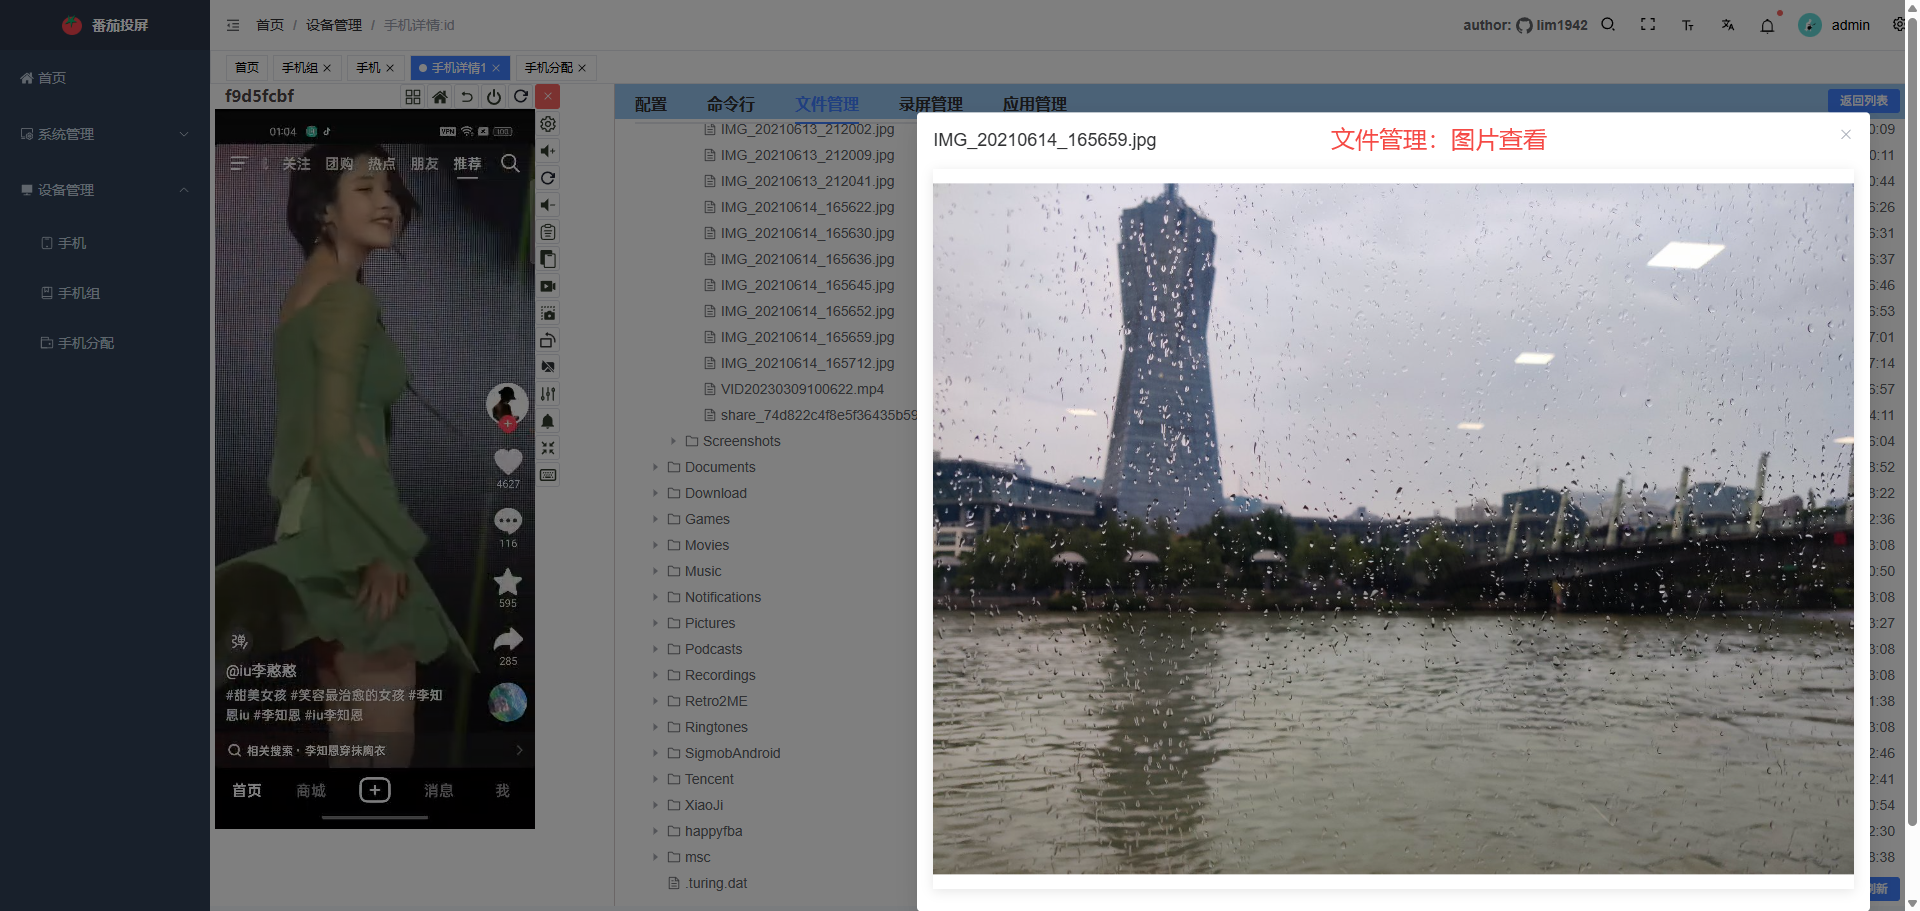 番茄投屏
首页
系统管理
设备管理
手机
手机组
手机分配
首页 / 设备管理 / 手机详情:id
author: lim1942
admin
首页
手机组
手机
手机详情1
手机分配
f9d5fcbf
01:04
VPN
100
关注 团购 热点 朋友 推荐
4627
116
595
285
弹
@iu李憨憨
#甜美女孩 #笑容最治愈的女孩 #李知
恩iu #李知恩 #iu李知恩
相关搜索 · 李知恩穿抹胸衣
首页 商城 消息 我
配置 命令行 文件管理 录屏管理 应用管理
返回列表
IMG_20210613_212002.jpg
IMG_20210613_212009.jpg
IMG_20210613_212041.jpg
IMG_20210614_165622.jpg
IMG_20210614_165630.jpg
IMG_20210614_165636.jpg
IMG_20210614_165645.jpg
IMG_20210614_165652.jpg
IMG_20210614_165659.jpg
IMG_20210614_165712.jpg
VID20230309100622.mp4
share_74d822c4f8e5f36435b59
Screenshots
Documents
Download
Games
Movies
Music
Notifications
Pictures
Podcasts
Recordings
Retro2ME
Ringtones
SigmobAndroid
Tencent
XiaoJi
happyfba
msc
.turing.dat
IMG_20210614_165659.jpg
文件管理：图片查看
0:09
0:11
0:44
6:26
6:31
6:37
6:46
6:53
7:01
7:14
6:57
4:11
6:04
3:52
3:22
2:36
3:08
0:50
3:08
3:27
3:08
3:08
1:38
3:08
2:46
2:41
0:54
2:30
3:38
刷新